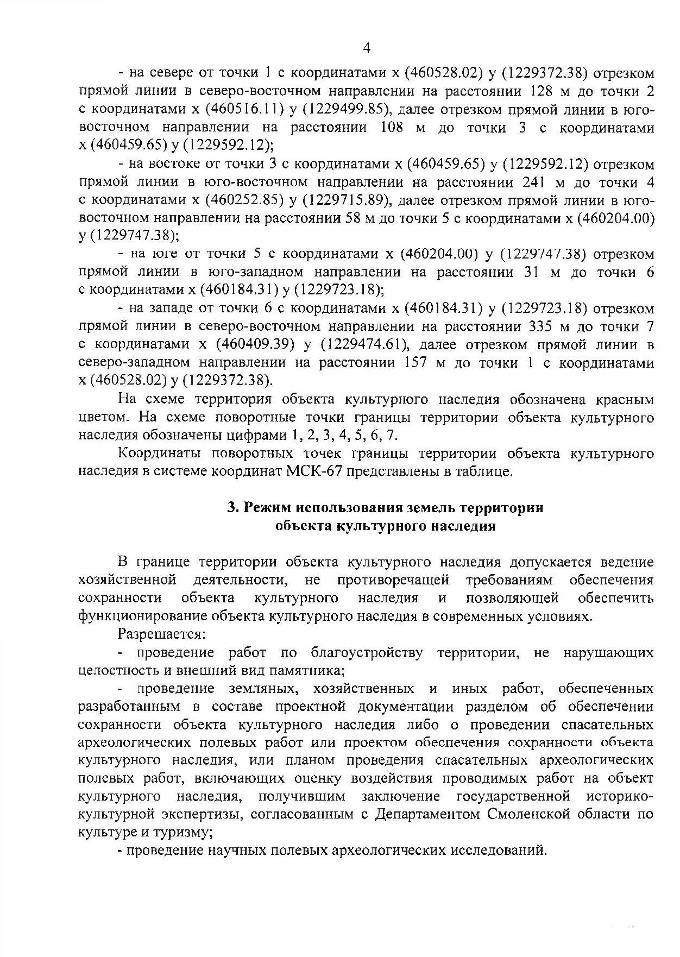 4
- на севере от точки 1 с координатами x (460528.02) y (1229372.38) отрезком
прямой линии в северо-восточном направлении на расстоянии 128 м до точки 2
с координатами x (460516.11) y (1229499.85), далее отрезком прямой линии в юго-
восточном направлении на расстоянии 108 м до точки 3 с координатами
x (460459.65) y (1229592.12);
- на востоке от точки 3 с координатами x (460459.65) y (1229592.12) отрезком
прямой линии в юго-восточном направлении на расстоянии 241 м до точки 4
с координатами x (460252.85) y (1229715.89), далее отрезком прямой линии в юго-
восточном направлении на расстоянии 58 м до точки 5 с координатами x (460204.00)
y (1229747.38);
- на юге от точки 5 с координатами x (460204.00) y (1229747.38) отрезком
прямой линии в юго-западном направлении на расстоянии 31 м до точки 6
с координатами x (460184.31) y (1229723.18);
- на западе от точки 6 с координатами x (460184.31) y (1229723.18) отрезком
прямой линии в северо-восточном направлении на расстоянии 335 м до точки 7
с координатами x (460409.39) y (1229474.61), далее отрезком прямой линии в
северо-западном направлении на расстоянии 157 м до точки 1 с координатами
x (460528.02) y (1229372.38).
На схеме территория объекта культурного наследия обозначена красным
цветом. На схеме поворотные точки границы территории объекта культурного
наследия обозначены цифрами 1, 2, 3, 4, 5, 6, 7.
Координаты поворотных точек границы территории объекта культурного
наследия в системе координат МСК-67 представлены в таблице.
3. Режим использования земель территории
объекта культурного наследия
В границе территории объекта культурного наследия допускается ведение
хозяйственной деятельности, не противоречащей требованиям обеспечения
сохранности объекта культурного наследия и позволяющей обеспечить
функционирование объекта культурного наследия в современных условиях.
Разрешается:
- проведение работ по благоустройству территории, не нарушающих
целостность и внешний вид памятника;
- проведение земляных, хозяйственных и иных работ, обеспеченных
разработанным в составе проектной документации разделом об обеспечении
сохранности объекта культурного наследия либо о проведении спасательных
археологических полевых работ или проектом обеспечения сохранности объекта
культурного наследия, или планом проведения спасательных археологических
полевых работ, включающих оценку воздействия проводимых работ на объект
культурного наследия, получившим заключение государственной историко-
культурной экспертизы, согласованным с Департаментом Смоленской области по
культуре и туризму;
- проведение научных полевых археологических исследований.